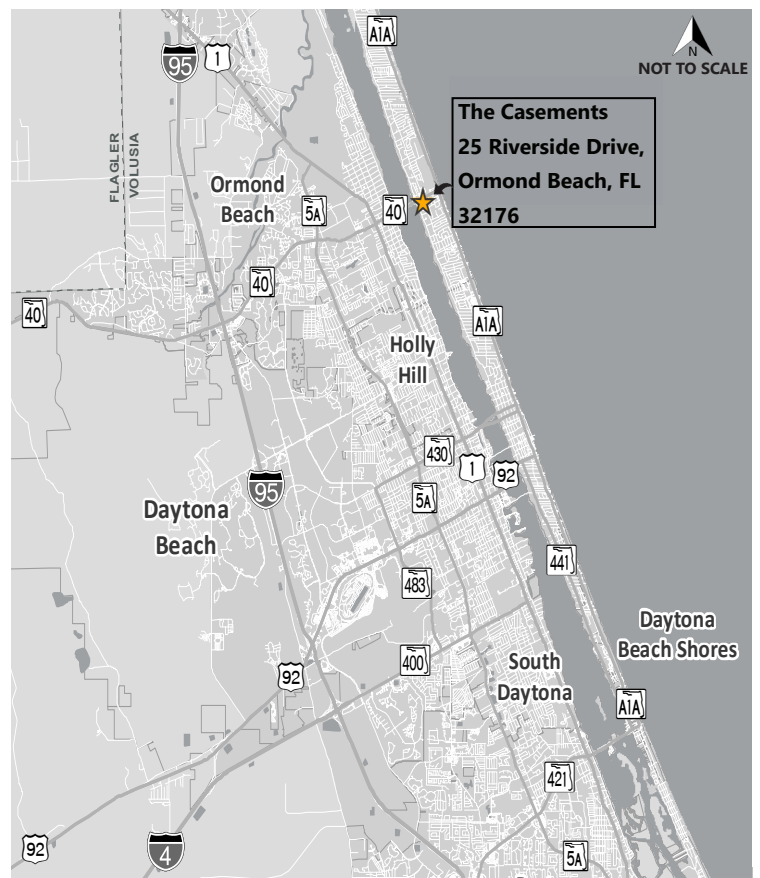 A1A
95
1
N
NOT TO SCALE
The Casements
25 Riverside Drive,
Ormond Beach, FL
32176
FLAGLER
VOLUSIA
Ormond
Beach
5A
40
40
40
A1A
Holly
Hill
430
1
92
95
5A
Daytona
Beach
441
483
Daytona
Beach Shores
400
South
Daytona
92
A1A
421
92
4
5A